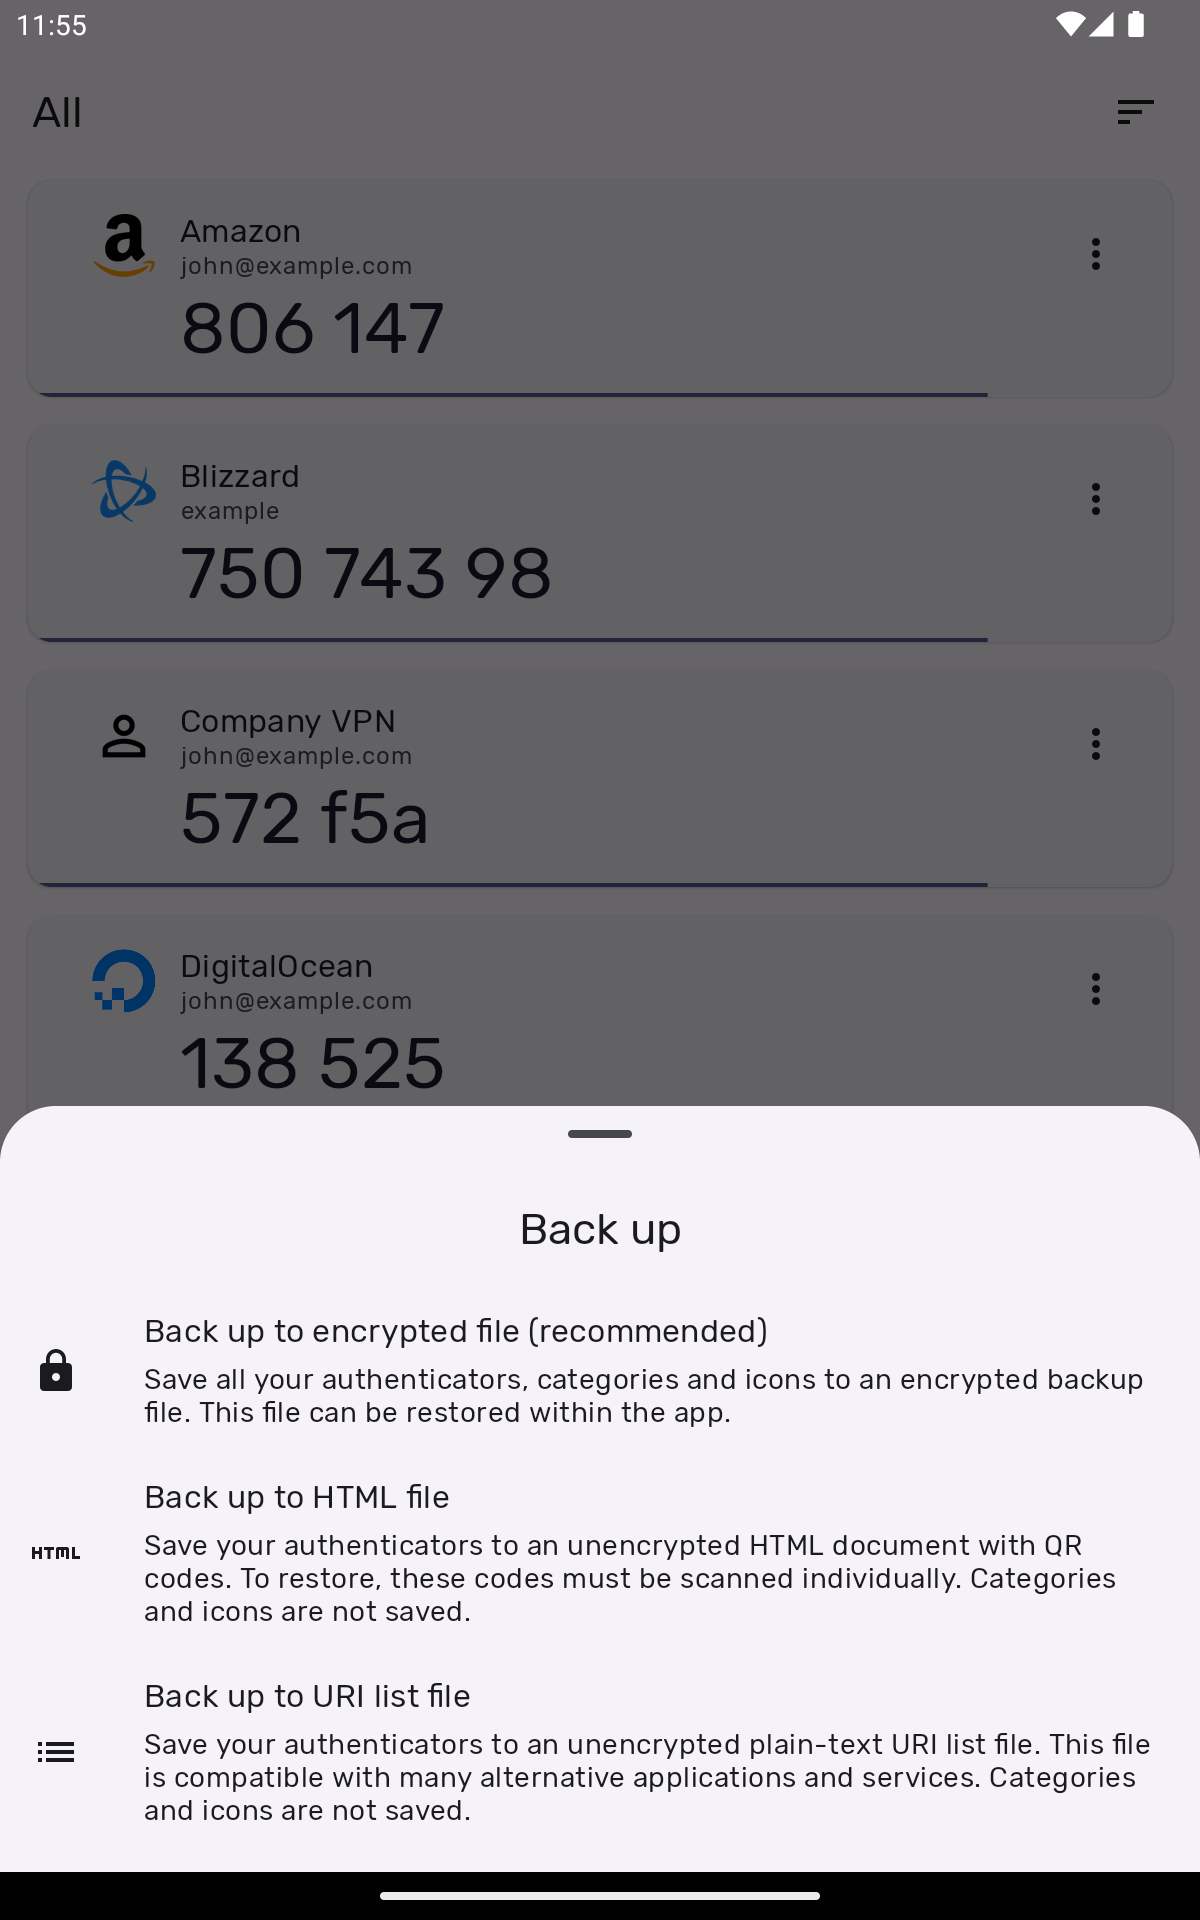 11:55
All
Amazon
john@example.com
806 147
Blizzard
example
750 743 98
Company VPN
john@example.com
572 f5a
DigitalOcean
john@example.com
138 525
Back up
Back up to encrypted file (recommended)
Save all your authenticators, categories and icons to an encrypted backup
file. This file can be restored within the app.
Back up to HTML file
HTML
Save your authenticators to an unencrypted HTML document with QR
codes. To restore, these codes must be scanned individually. Categories
and icons are not saved.
Back up to URI list file
Save your authenticators to an unencrypted plain-text URI list file. This file
is compatible with many alternative applications and services. Categories
and icons are not saved.